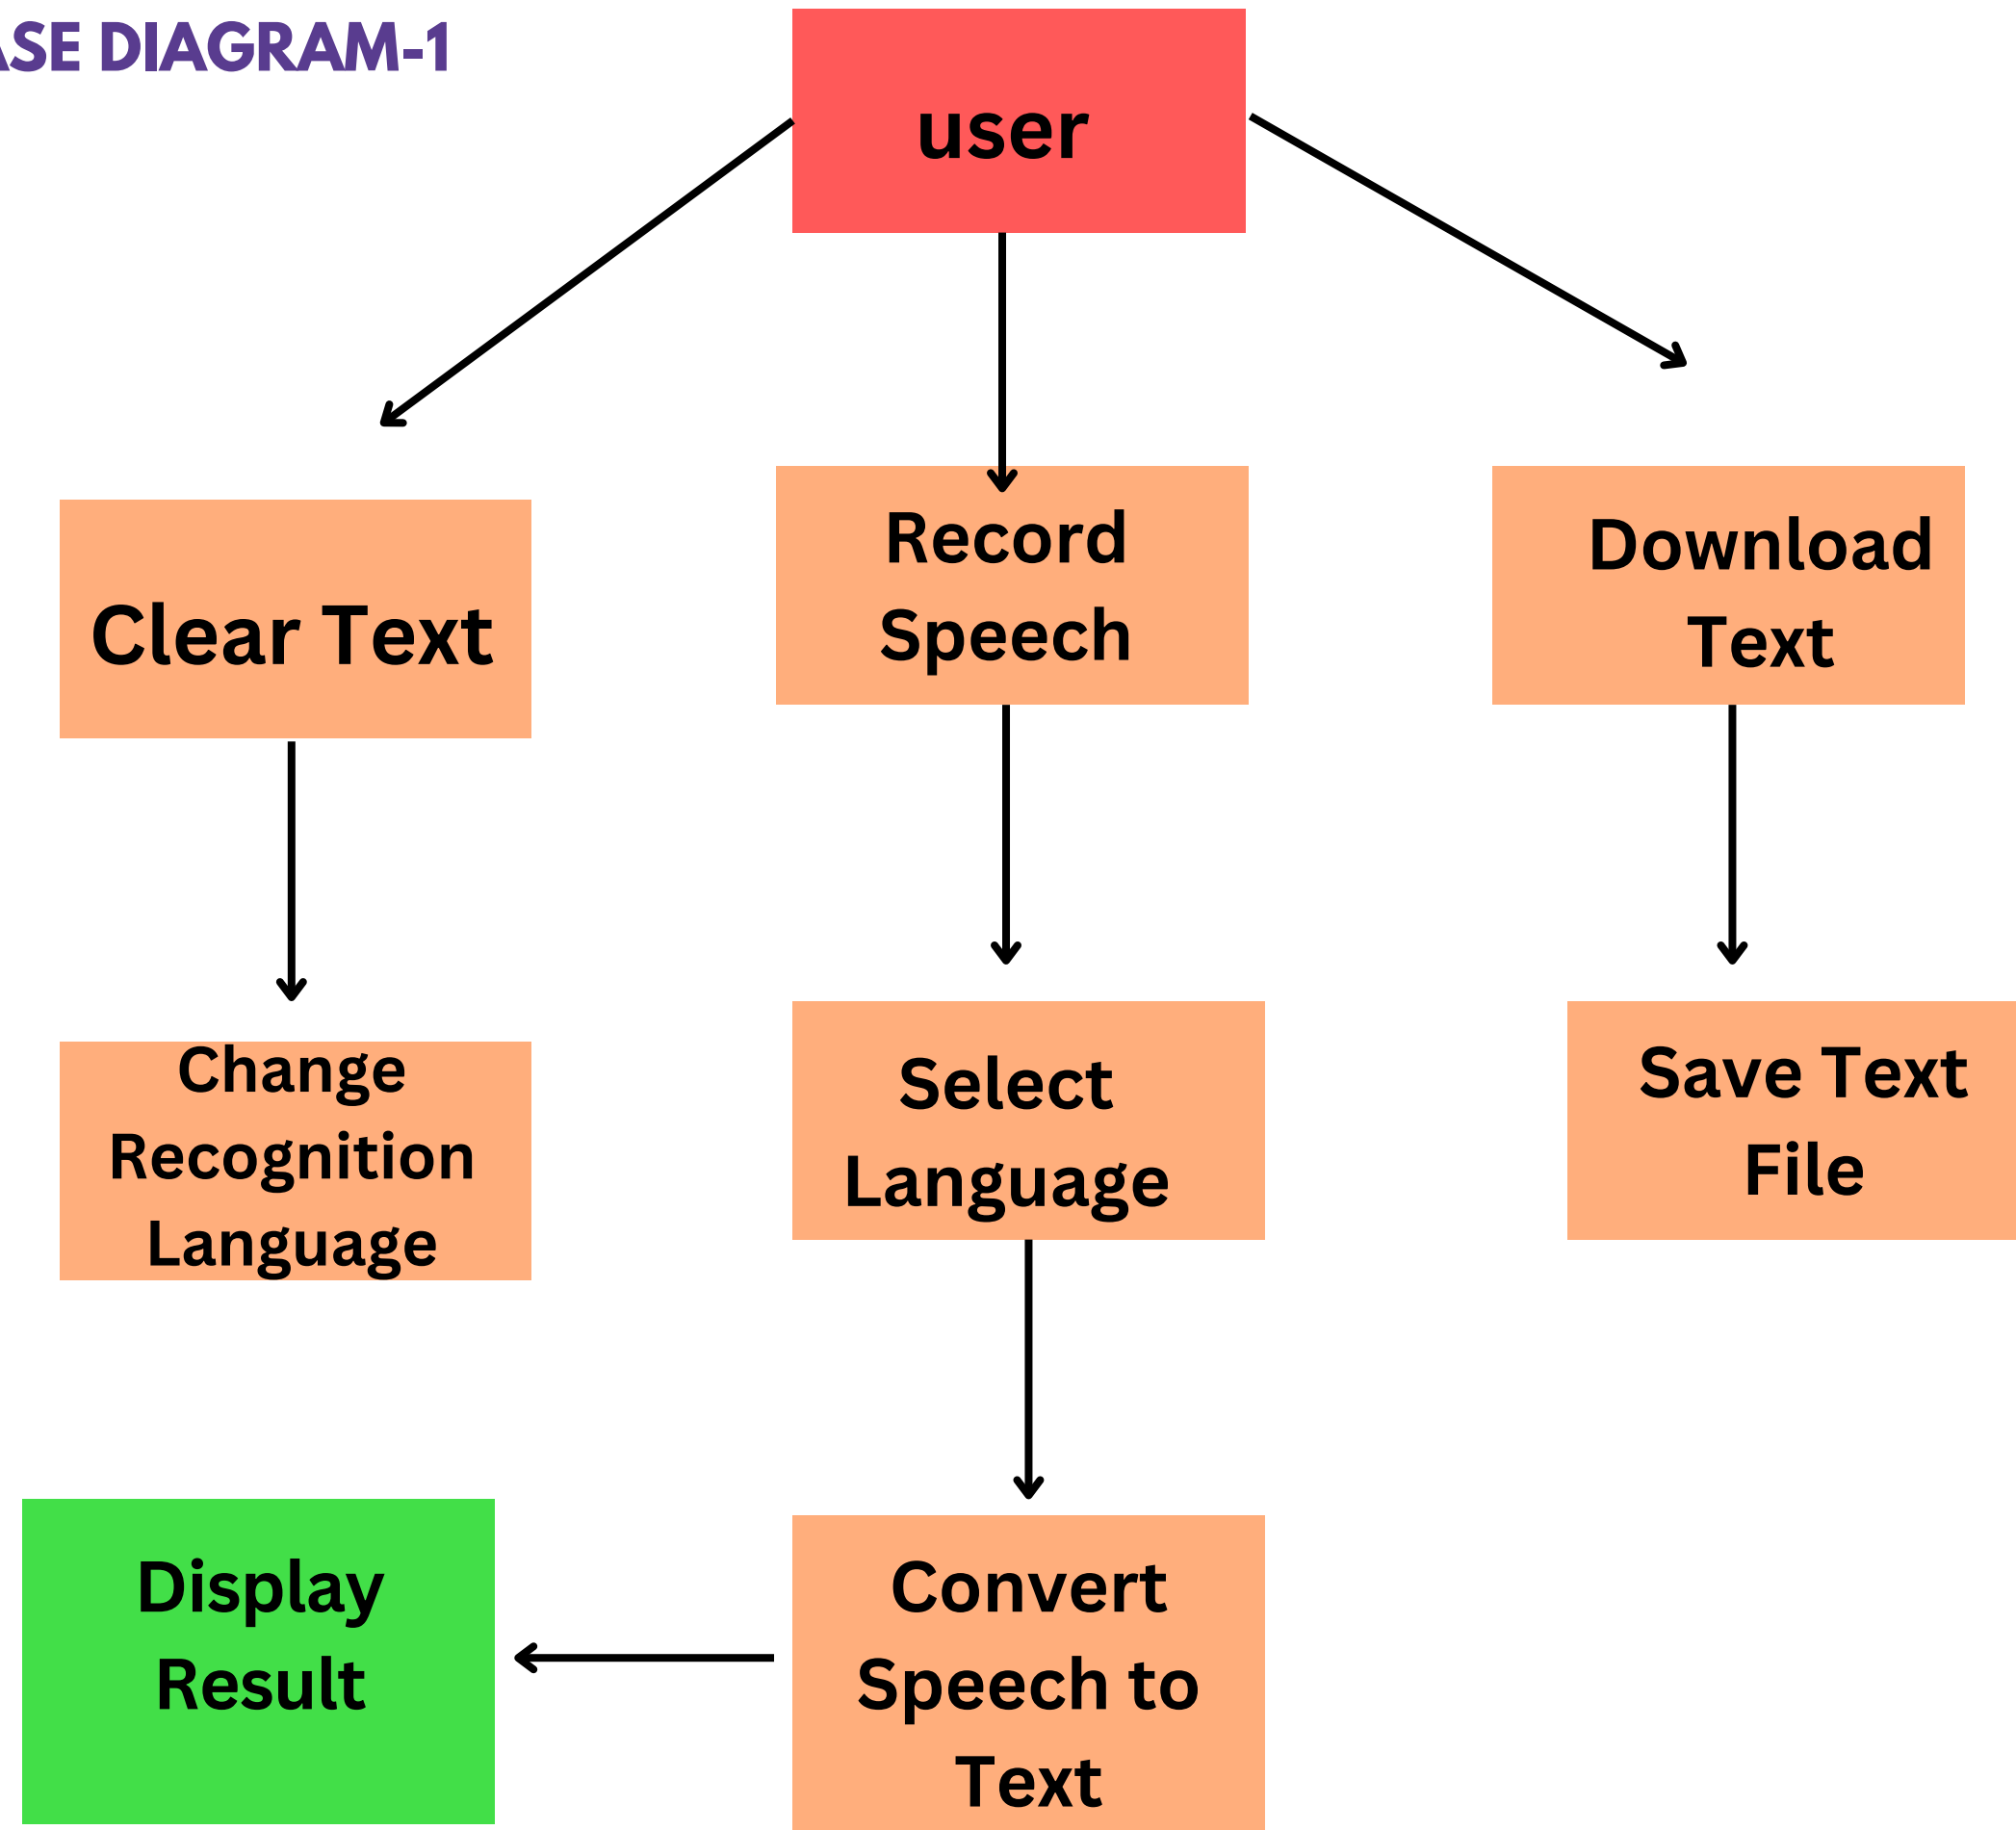 SE DIAGRAM-1
user
Clear Text
Record
Speech
Download
Text
Change
Recognition
Language
Select
Language
Save Text
File
Display
Result
Convert
Speech to
Text